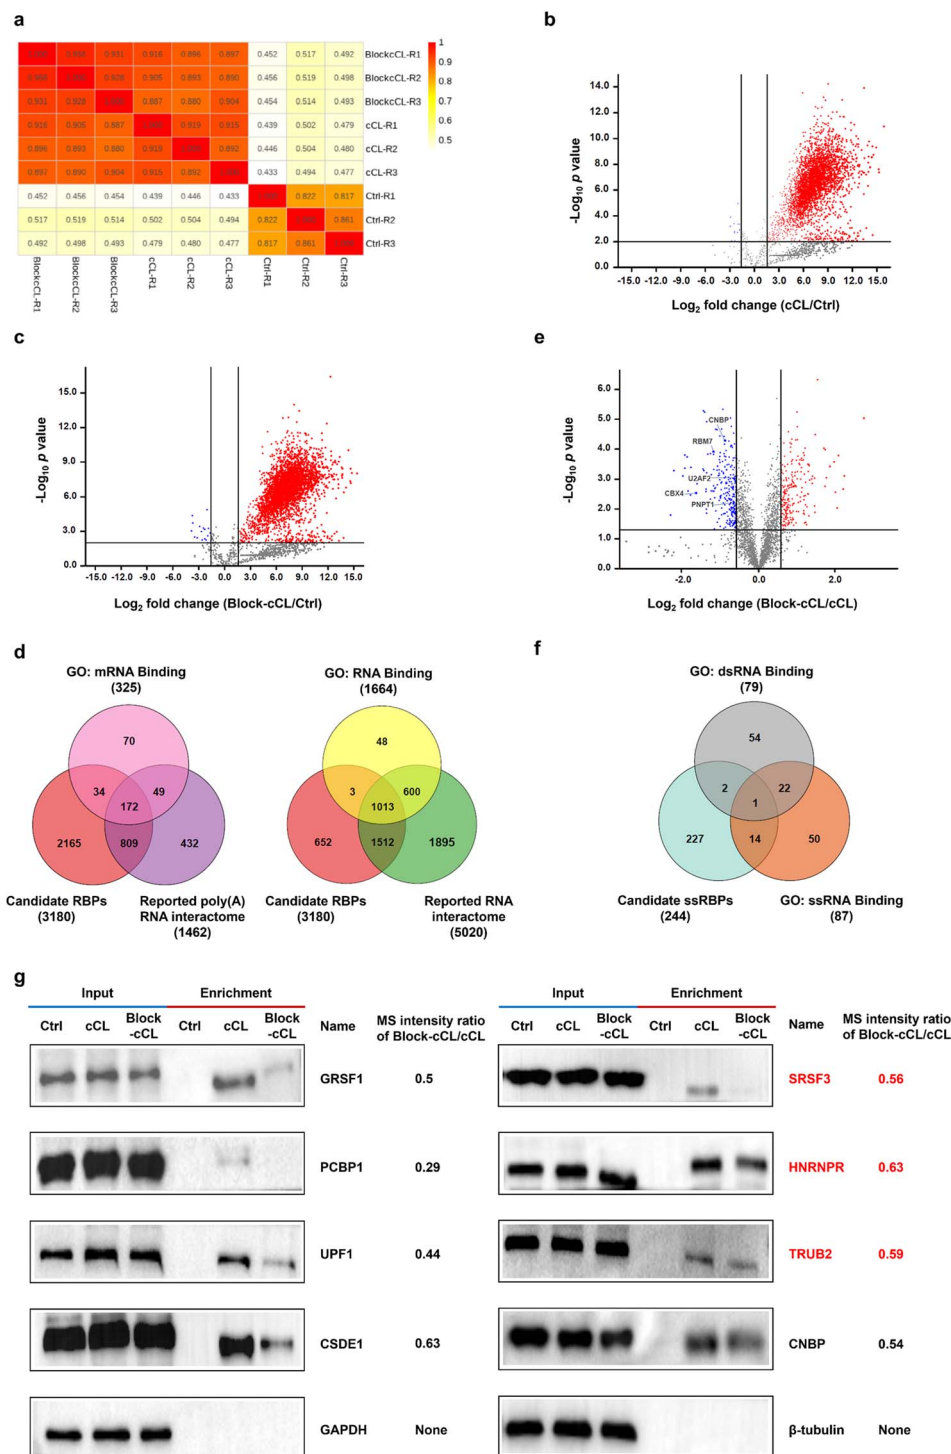 a
0.960 0.931 0.916 0.896 0.897 0.452 0.517 0.492 BlockcCL-R1
0.928 0.905 0.893 0.890 0.456 0.519 0.498 BlockcCL-R2
0.931 0.928 0.887 0.880 0.904 0.454 0.514 0.493 BlockcCL-R3
0.916 0.905 0.887 0.919 0.915 0.439 0.502 0.479 cCL-R1
0.896 0.893 0.880 0.919 0.892 0.446 0.504 0.480 cCL-R2
0.897 0.890 0.904 0.915 0.892 0.433 0.494 0.477 cCL-R3
0.452 0.456 0.454 0.439 0.446 0.433 0.822 0.817 Ctrl-R1
0.517 0.519 0.514 0.502 0.504 0.494 0.822 0.861 Ctrl-R2
0.492 0.498 0.493 0.479 0.480 0.477 0.817 0.861 Ctrl-R3
BlockcCL-R1 BlockcCL-R2 BlockcCL-R3 cCL-R1 cCL-R2 cCL-R3 Ctrl-R1 Ctrl-R2 Ctrl-R3
1
0.9
0.8
0.7
0.6
0.5
b
-Log10 p value
14.0
12.0
10.0
8.0
6.0
4.0
2.0
0.0
-15.0 -12.0 -9.0 -6.0 -3.0 0.0 3.0 6.0 9.0 12.0 15.0
Log2 fold change (cCL/Ctrl)
c
-Log10 p value
15.0
12.0
9.0
6.0
3.0
0.0
-15.0 -12.0 -9.0 -6.0 -3.0 0.0 3.0 6.0 9.0 12.0 15.0
Log2 fold change (Block-cCL/Ctrl)
e
-Log10 p value
6.0
5.0
4.0
3.0
2.0
1.0
0.0
CNBP
RBM7
U2AF2
CBX4
PNPT1
-2.0 0.0 2.0
Log2 fold change (Block-cCL/cCL)
d
GO: mRNA Binding
(325)
70
34 49
172
2165 809 432
Candidate RBPs
(3180)
Reported poly(A)
RNA interactome
(1462)
GO: RNA Binding
(1664)
48
3 600
1013
652 1512 1895
Candidate RBPs
(3180)
Reported RNA
interactome
(5020)
f
GO: dsRNA Binding
(79)
54
2 22
1
227 14 50
Candidate ssRBPs
(244)
GO: ssRNA Binding
(87)
g
Input Enrichment
Ctrl cCL Block-cCL Ctrl cCL Block-cCL
Name
MS intensity ratio
of Block-cCL/cCL
GRSF1 0.5
PCBP1 0.29
UPF1 0.44
CSDE1 0.63
GAPDH None
Input Enrichment
Ctrl cCL Block-cCL Ctrl cCL Block-cCL
Name
MS intensity ratio
of Block-cCL/cCL
SRSF3 0.56
HNRNPR 0.63
TRUB2 0.59
CNBP 0.54
β-tubulin None